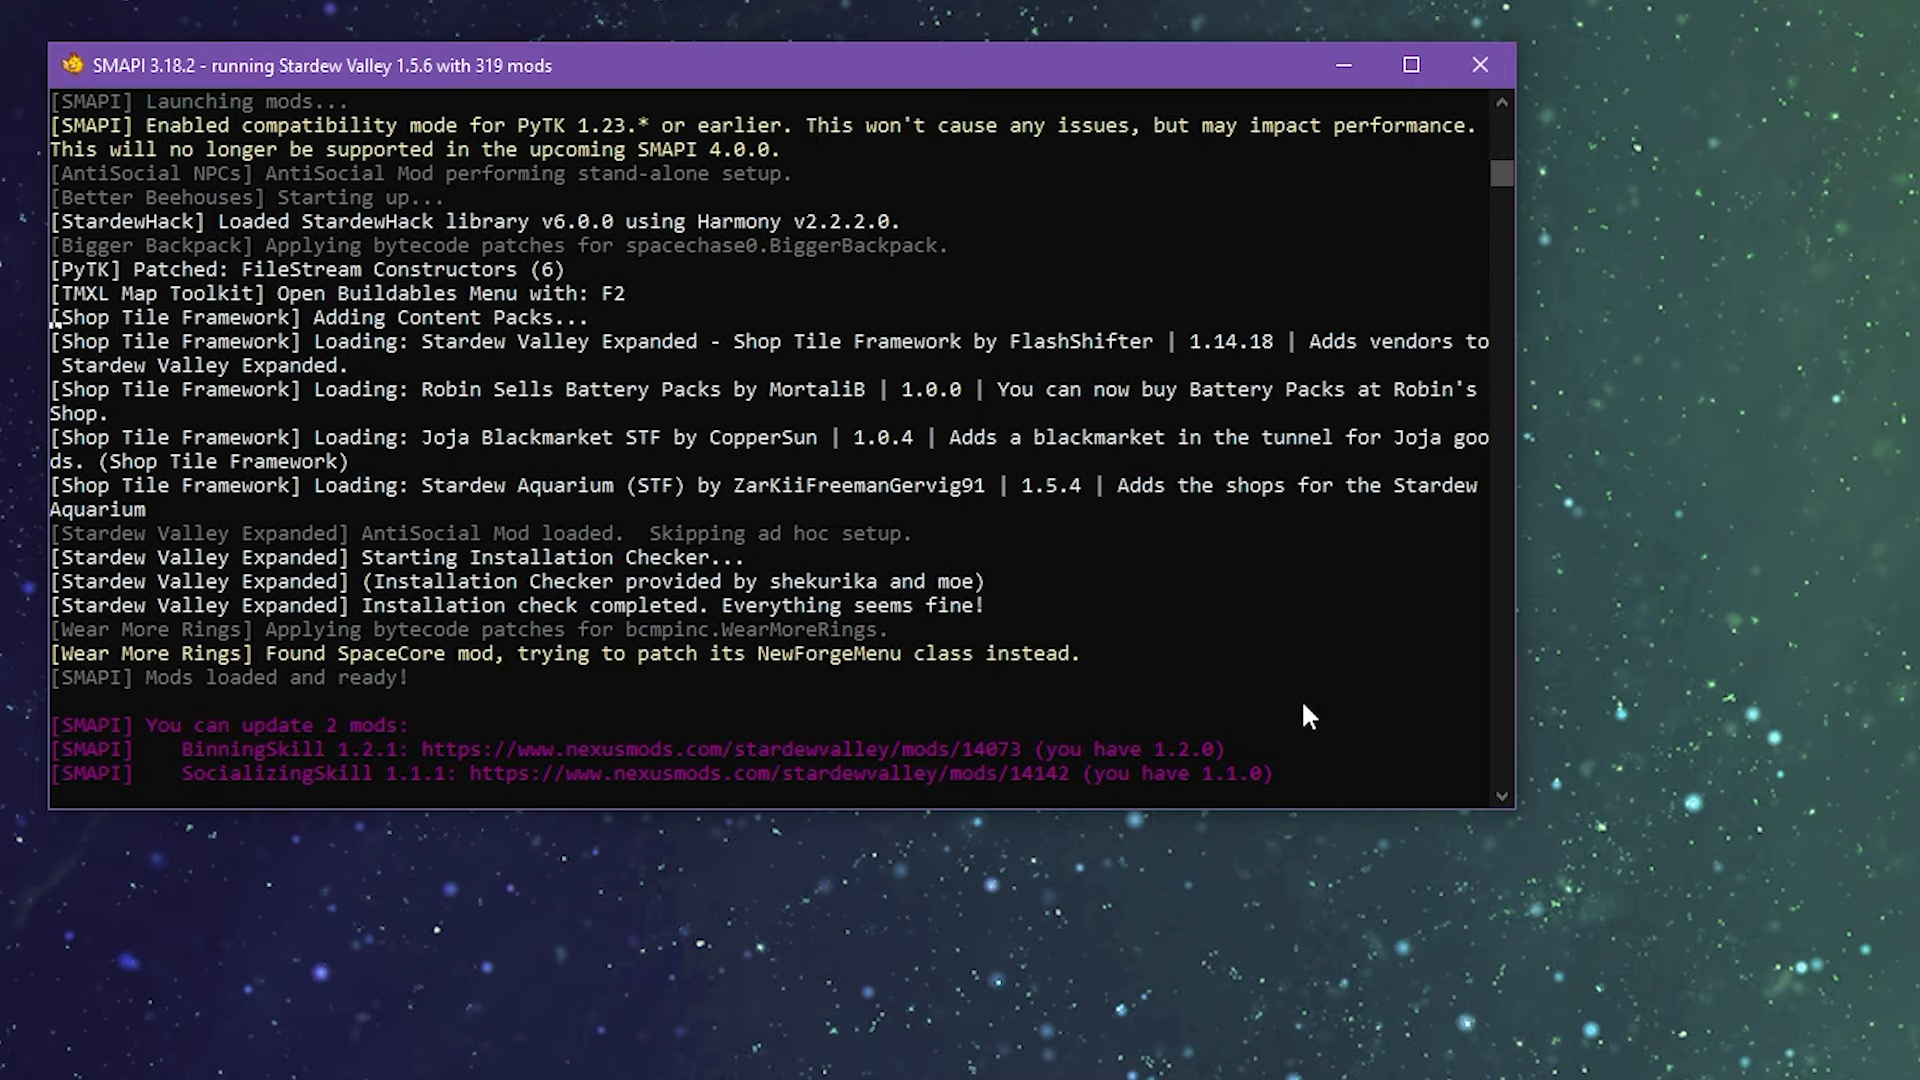 SMAPI 3.18.2 - running Stardew Valley 1.5.6 with 319 mods
[SMAPI] Launching mods...
[SMAPI] Enabled compatibility mode for PyTK 1.23.* or earlier. This won't cause any issues, but may impact performance.
This will no longer be supported in the upcoming SMAPI 4.0.0.
[AntiSocial NPCs] AntiSocial Mod performing stand-alone setup.
[Better Beehouses] Starting up...
[StardewHack] Loaded StardewHack library v6.0.0 using Harmony v2.2.2.0.
[Bigger Backpack] Applying bytecode patches for spacechase0.BiggerBackpack.
[PyTK] Patched: FileStream Constructors (6)
[TMXL Map Toolkit] Open Buildables Menu with: F2
[Shop Tile Framework] Adding Content Packs...
[Shop Tile Framework] Loading: Stardew Valley Expanded - Shop Tile Framework by FlashShifter | 1.14.18 | Adds vendors to
Stardew Valley Expanded.
[Shop Tile Framework] Loading: Robin Sells Battery Packs by MortaliB | 1.0.0 | You can now buy Battery Packs at Robin's
Shop.
[Shop Tile Framework] Loading: Joja Blackmarket STF by CopperSun | 1.0.4 | Adds a blackmarket in the tunnel for Joja goo
ds. (Shop Tile Framework)
[Shop Tile Framework] Loading: Stardew Aquarium (STF) by ZarKiiFreemanGervig91 | 1.5.4 | Adds the shops for the Stardew
Aquarium
[Stardew Valley Expanded] AntiSocial Mod loaded.  Skipping ad hoc setup.
[Stardew Valley Expanded] Starting Installation Checker...
[Stardew Valley Expanded] (Installation Checker provided by shekurika and moe)
[Stardew Valley Expanded] Installation check completed. Everything seems fine!
[Wear More Rings] Applying bytecode patches for bcmpinc.WearMoreRings.
[Wear More Rings] Found SpaceCore mod, trying to patch its NewForgeMenu class instead.
[SMAPI] Mods loaded and ready!
[SMAPI] You can update 2 mods:
[SMAPI]    BinningSkill 1.2.1: https://www.nexusmods.com/stardewvalley/mods/14073 (you have 1.2.0)
[SMAPI]    SocializingSkill 1.1.1: https://www.nexusmods.com/stardewvalley/mods/14142 (you have 1.1.0)